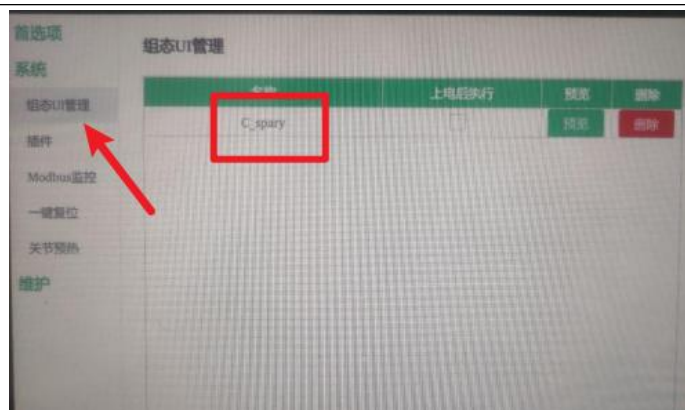 首选项
组态UI管理
系统
名称 上电后执行 预览 删除
组态UI管理
C_spary 预览 删除
插件
Modbus监控
一键复位
关节预热
维护